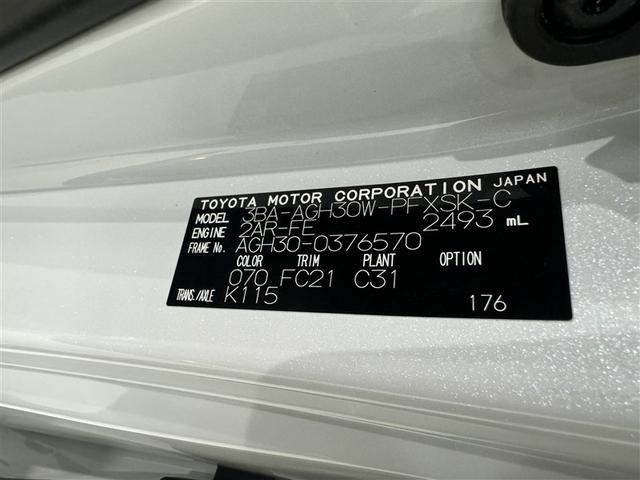 TOYOTA MOTOR CORPORATION JAPAN
MODEL 3BA-AGH30W-PFXSK-C
ENGINE 2AR-FE 2493 mL
FRAME No. AGH30-0376570
COLOR TRIM PLANT OPTION
070 FC21 C31
TRANS./AXLE K115
176